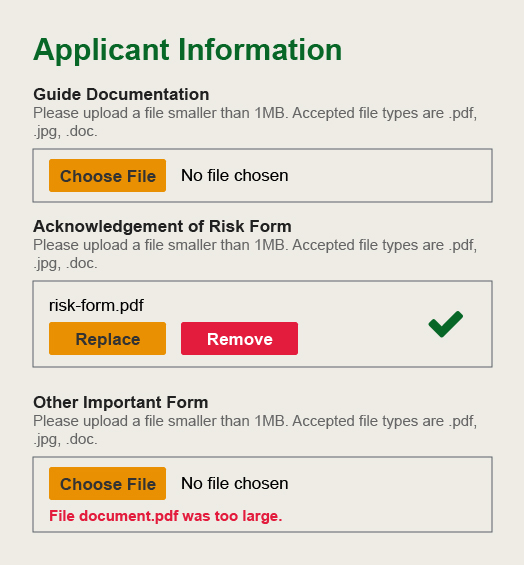 Applicant Information
Guide Documentation
Please upload a file smaller than 1MB. Accepted file types are .pdf,
.jpg, .doc.
Choose File No file chosen
Acknowledgement of Risk Form
Please upload a file smaller than 1MB. Accepted file types are .pdf,
.jpg, .doc.
risk-form.pdf
Replace Remove
Other Important Form
Please upload a file smaller than 1MB. Accepted file types are .pdf,
.jpg, .doc.
Choose File No file chosen
File document.pdf was too large.